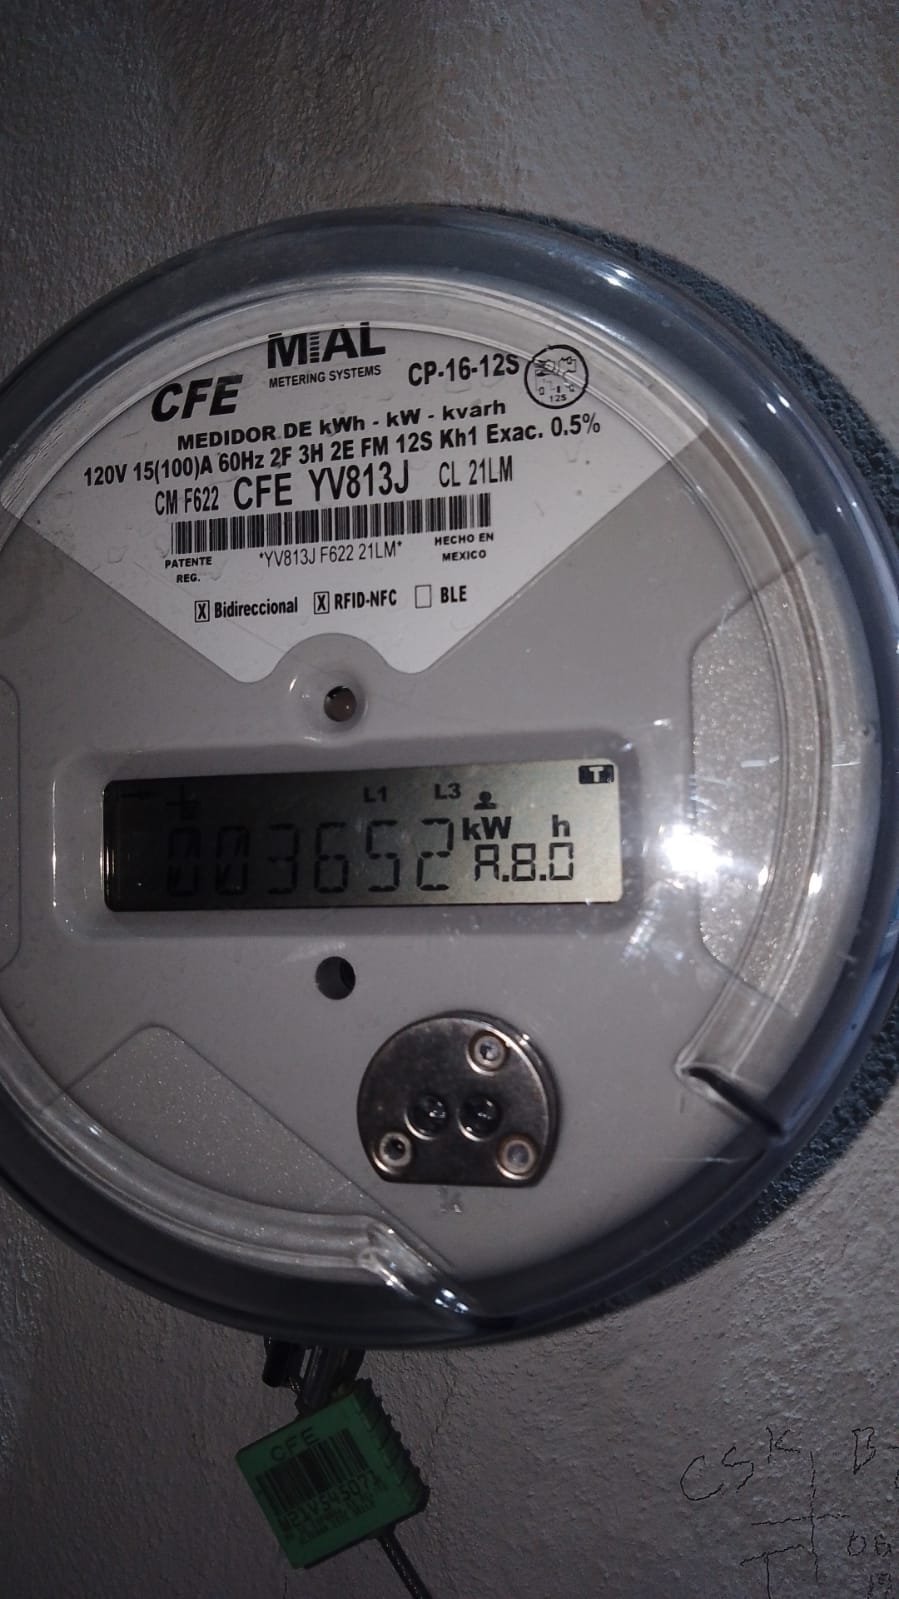 MIAL
METERING SYSTEMS
CFE
CP-16-12S
12S
MEDIDOR DE kWh - kW - kvarh
120V 15(100)A 60Hz 2F 3H 2E FM 12S Kh1 Exac. 0.5%
CM F622 CFE YV813J CL 21LM
*YV813J F622 21LM*
PATENTE REG.
HECHO EN MEXICO
X Bidireccional X RFID-NFC BLE
L1 L3 T
003652 kW h
A.B.0
CFE
CSK